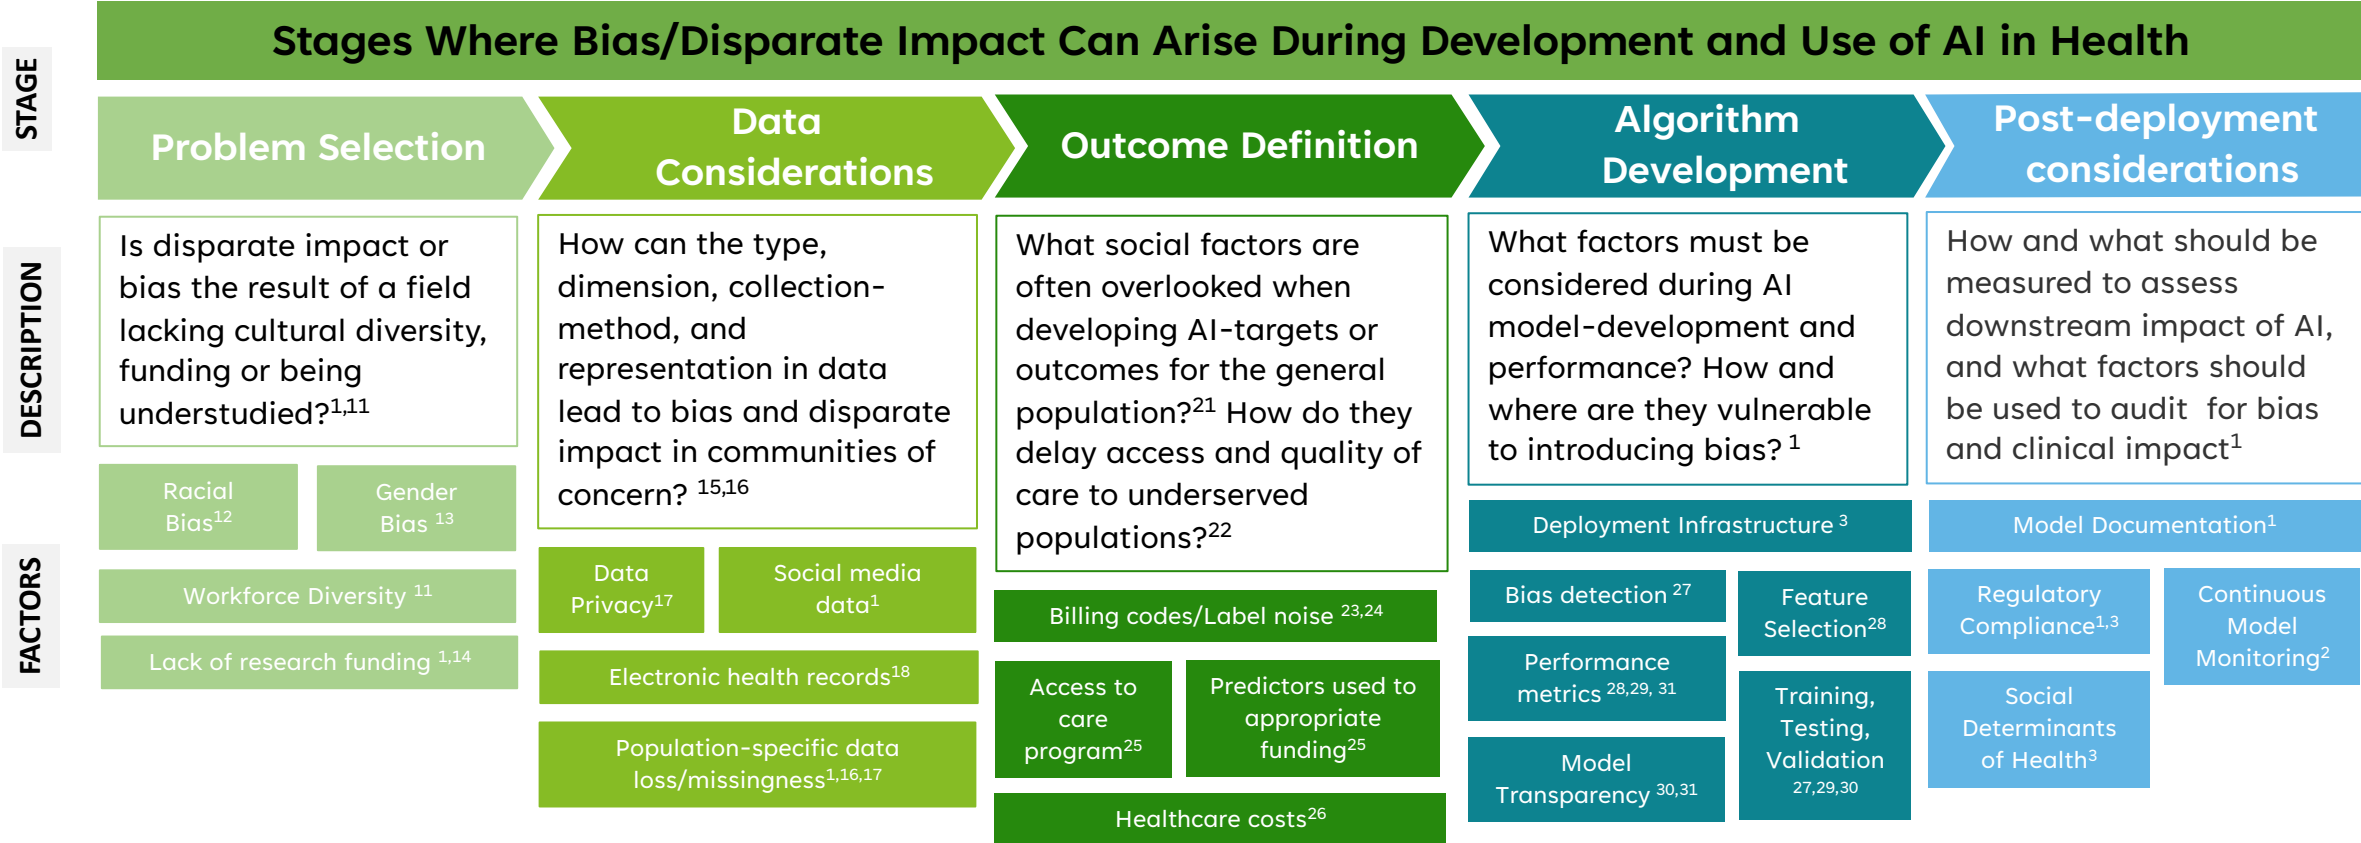 Stages Where Bias/Disparate Impact Can Arise During Development and Use of AI in Health
STAGE
Problem Selection
Data
Considerations
Outcome Definition
Algorithm
Development
Post-deployment
considerations
DESCRIPTION
Is disparate impact or
bias the result of a field
lacking cultural diversity,
funding or being
understudied?1,11
How can the type,
dimension, collection-
method, and
representation in data
lead to bias and disparate
impact in communities of
concern? 15,16
What social factors are
often overlooked when
developing AI-targets or
outcomes for the general
population?21 How do they
delay access and quality of
care to underserved
populations?22
What factors must be
considered during AI
model-development and
performance? How and
where are they vulnerable
to introducing bias? 1
How and what should be
measured to assess
downstream impact of AI,
and what factors should
be used to audit for bias
and clinical impact1
FACTORS
Racial
Bias12
Gender
Bias 13
Workforce Diversity 11
Lack of research funding 1,14
Data
Privacy17
Social media
data1
Electronic health records18
Population-specific data
loss/missingness1,16,17
Billing codes/Label noise 23,24
Access to
care
program25
Predictors used to
appropriate
funding25
Healthcare costs26
Deployment Infrastructure 3
Bias detection 27
Feature
Selection28
Performance
metrics 28,29, 31
Training,
Testing,
Validation
27,29,30
Model
Transparency 30,31
Model Documentation1
Regulatory
Compliance1,3
Continuous
Model
Monitoring2
Social
Determinants
of Health3